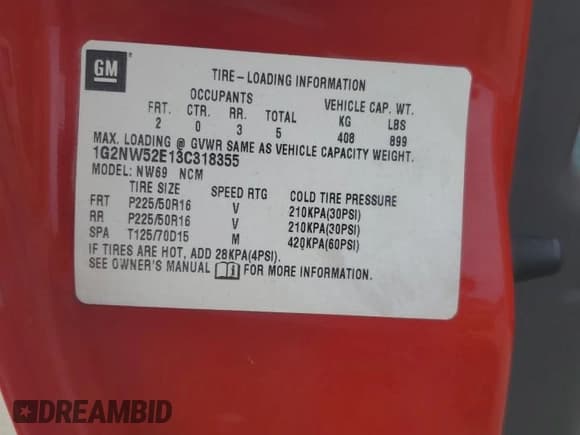 GM
TIRE-LOADING INFORMATION
OCCUPANTS VEHICLE CAP. WT.
FRT. CTR. RR. TOTAL KG LBS
2 0 3 5 408 899
MAX. LOADING @ GVWR SAME AS VEHICLE CAPACITY WEIGHT.
1G2NW52E13C318355
MODEL: NW69 NCM
TIRE SIZE SPEED RTG COLD TIRE PRESSURE
FRT P225/50R16 V 210KPA(30PSI)
RR P225/50R16 V 210KPA(30PSI)
SPA T125/70D15 M 420KPA(60PSI)
IF TIRES ARE HOT, ADD 28KPA(4PSI).
SEE OWNER'S MANUAL FOR MORE INFORMATION.
DREAMBID